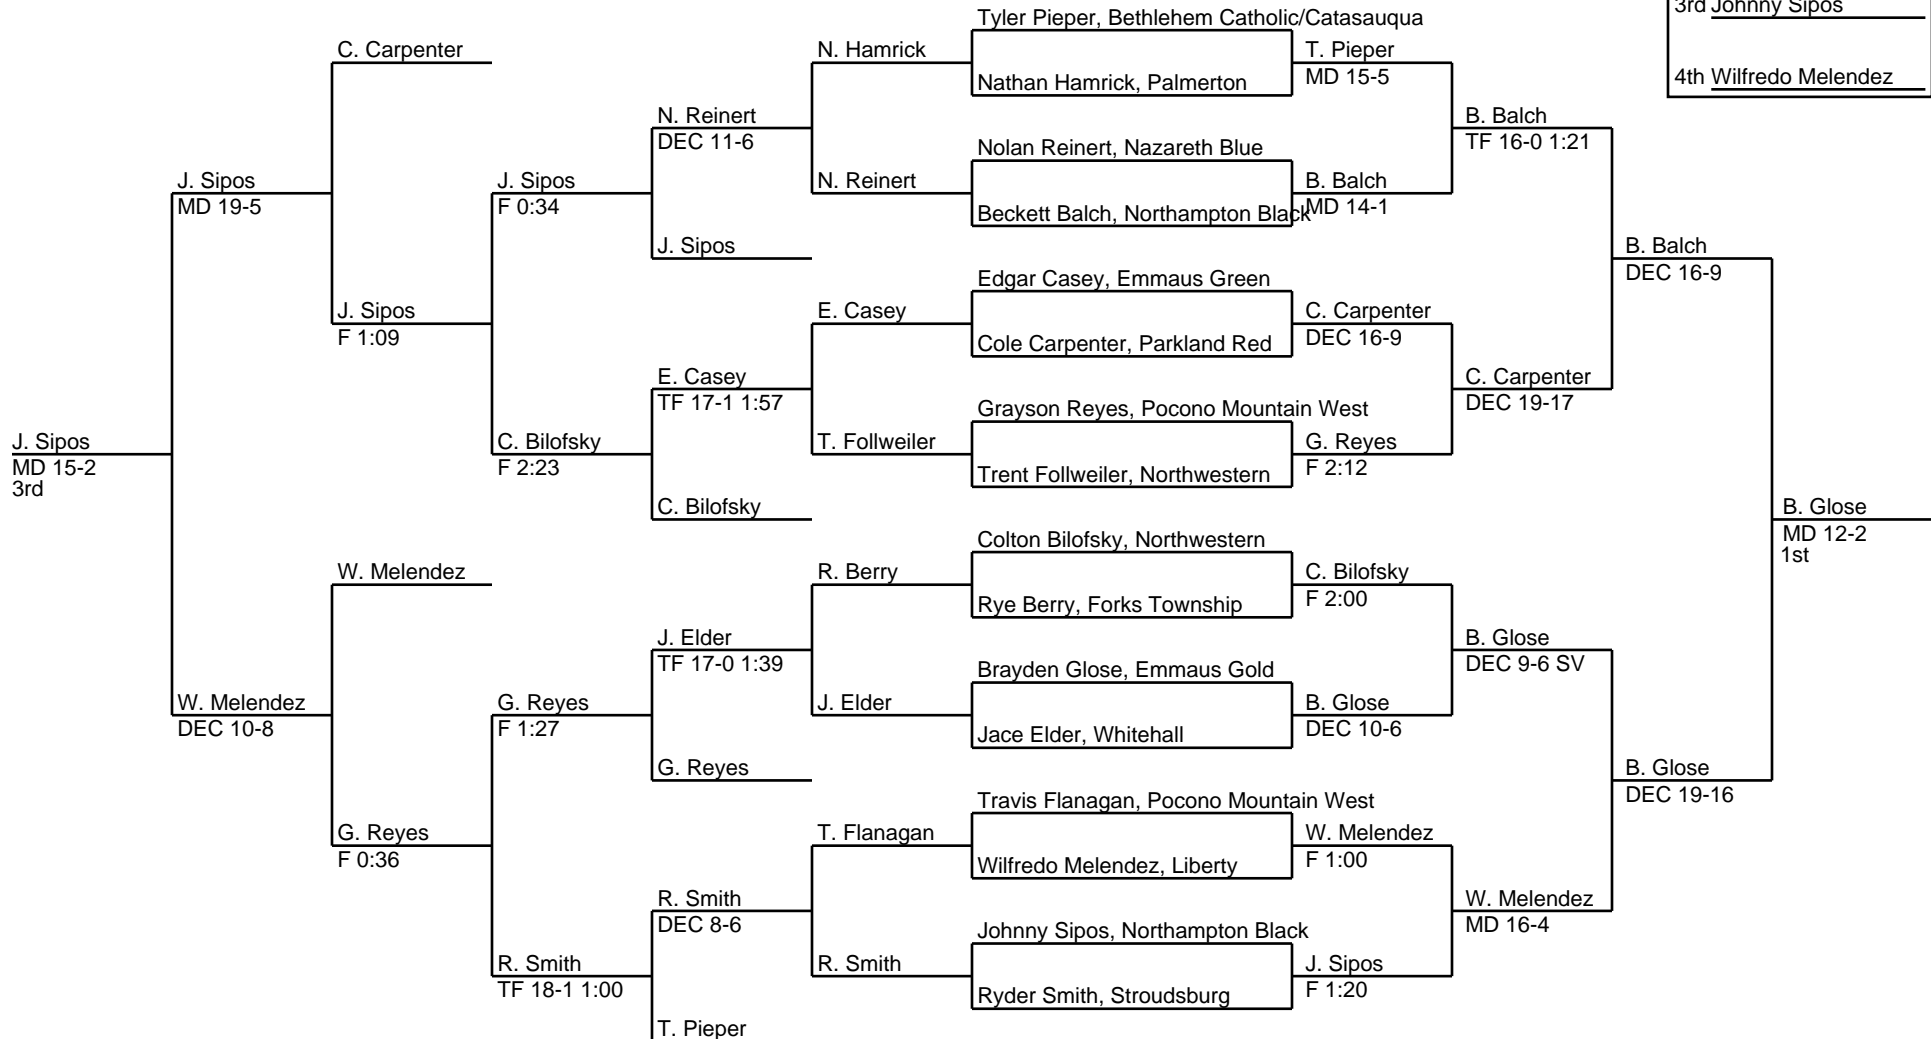 3rd Johnny Sipos
4th Wilfredo Melendez
J. Sipos
MD 15-2
3rd
J. Sipos
MD 19-5
W. Melendez
DEC 10-8
C. Carpenter
J. Sipos
F 1:09
W. Melendez
G. Reyes
F 0:36
J. Sipos
F 0:34
C. Bilofsky
F 2:23
G. Reyes
F 1:27
R. Smith
TF 18-1 1:00
N. Reinert
DEC 11-6
J. Sipos
E. Casey
TF 17-1 1:57
C. Bilofsky
J. Elder
TF 17-0 1:39
G. Reyes
R. Smith
DEC 8-6
T. Pieper
N. Hamrick
N. Reinert
E. Casey
T. Follweiler
R. Berry
J. Elder
T. Flanagan
R. Smith
Tyler Pieper, Bethlehem Catholic/Catasauqua
Nathan Hamrick, Palmerton
Nolan Reinert, Nazareth Blue
Beckett Balch, Northampton Black
Edgar Casey, Emmaus Green
Cole Carpenter, Parkland Red
Grayson Reyes, Pocono Mountain West
Trent Follweiler, Northwestern
Colton Bilofsky, Northwestern
Rye Berry, Forks Township
Brayden Glose, Emmaus Gold
Jace Elder, Whitehall
Travis Flanagan, Pocono Mountain West
Wilfredo Melendez, Liberty
Johnny Sipos, Northampton Black
Ryder Smith, Stroudsburg
T. Pieper
MD 15-5
B. Balch
MD 14-1
C. Carpenter
DEC 16-9
G. Reyes
F 2:12
C. Bilofsky
F 2:00
B. Glose
DEC 10-6
W. Melendez
F 1:00
J. Sipos
F 1:20
B. Balch
TF 16-0 1:21
C. Carpenter
DEC 19-17
B. Glose
DEC 9-6 SV
W. Melendez
MD 16-4
B. Balch
DEC 16-9
B. Glose
DEC 19-16
B. Glose
MD 12-2
1st